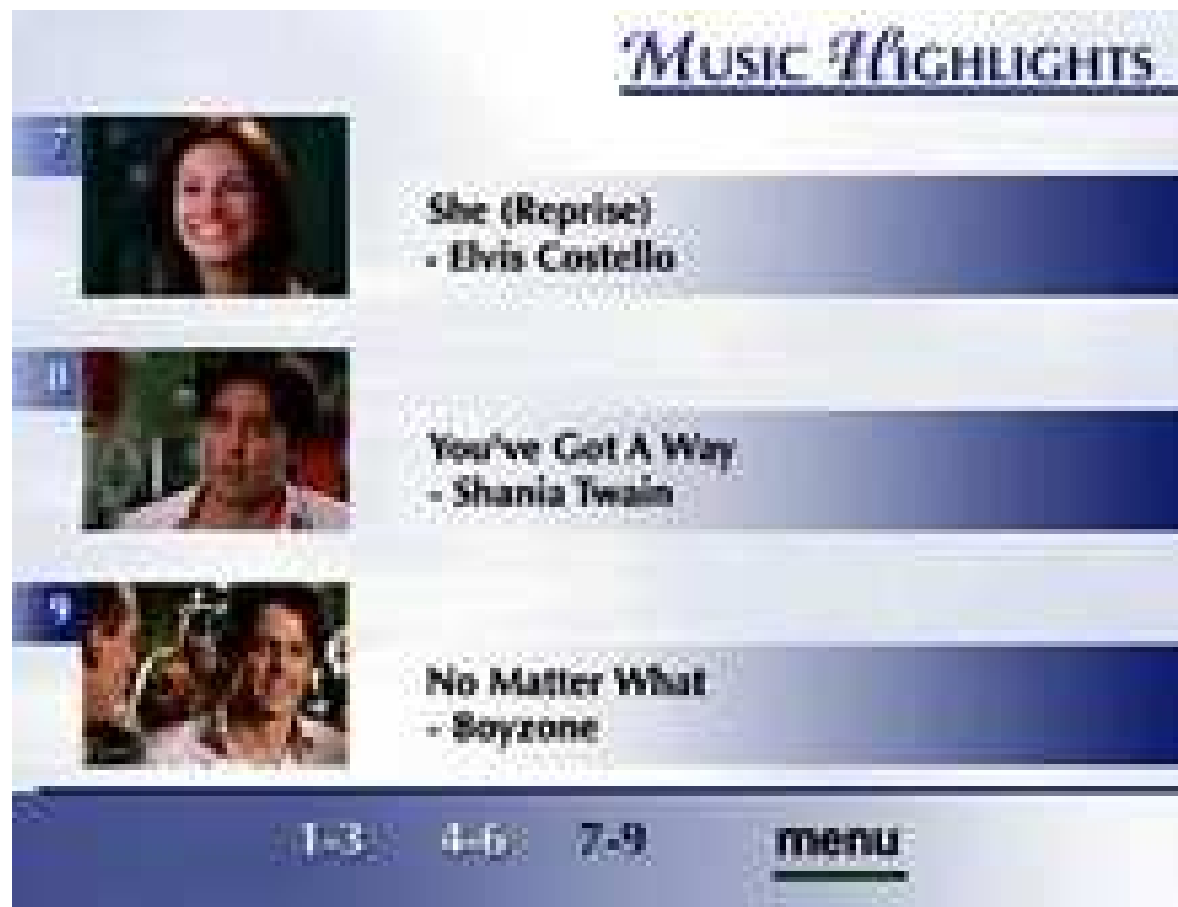 Music Highlights
7
She (Reprise)
- Elvis Costello
8
You've Got A Way
- Shania Twain
9
No Matter What
- Boyzone
1-3 4-6 7-9 menu